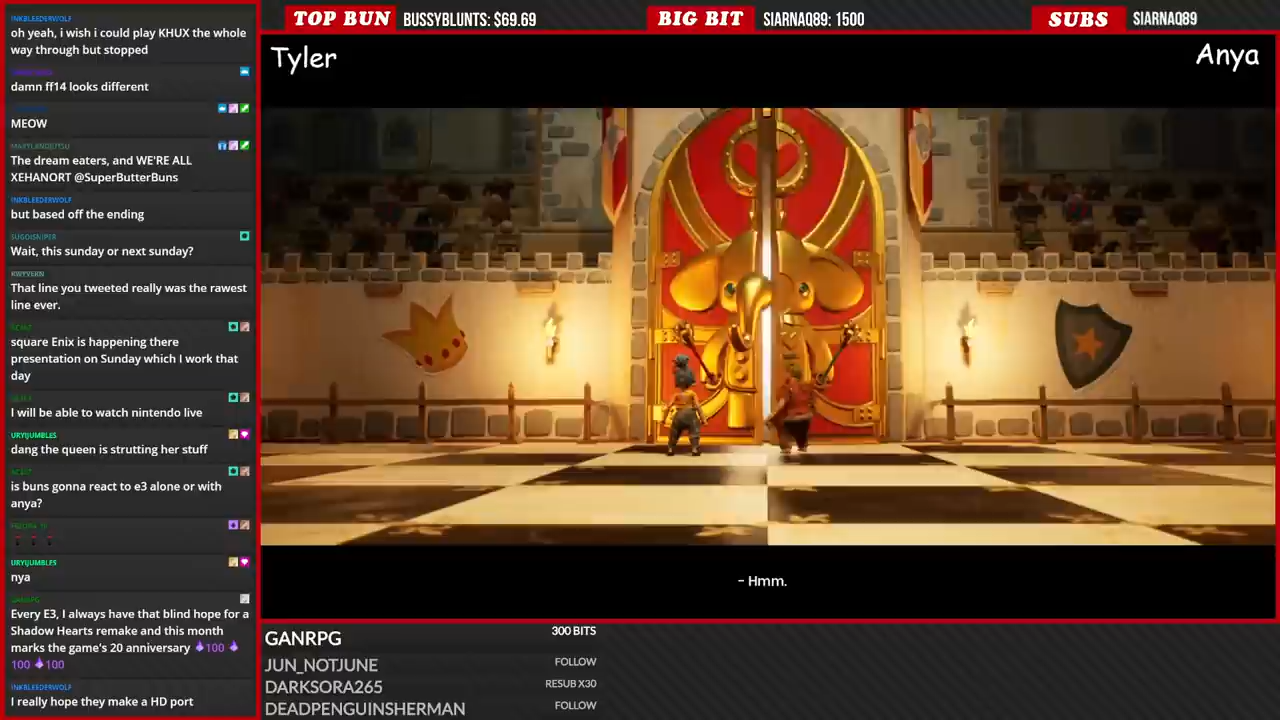 TOP BUN
BUSSYBLUNTS: $69.69
BIG BIT
SIARNAQ89: 1500
SUBS
SIARNAQ89
INKBLEEDERWOLF
oh yeah, i wish i could play KHUX the whole
way through but stopped
damn ff14 looks different
MEOW
The dream eaters, and WE'RE ALL
XEHANORT @SuperButterBuns
INKBLEEDERWOLF
but based off the ending
SUGOISNIPER
Wait, this sunday or next sunday?
KWYVERN
That line you tweeted really was the rawest
line ever.
square Enix is happening there
presentation on Sunday which I work that
day
I will be able to watch nintendo live
URYIJUMBLES
dang the queen is strutting her stuff
is buns gonna react to e3 alone or with
anya?
URYIJUMBLES
nya
GANRPG
Every E3, I always have that blind hope for a
Shadow Hearts remake and this month
marks the game's 20 anniversary 100
100 100
INKBLEEDERWOLF
I really hope they make a HD port
Tyler
Anya
- Hmm.
GANRPG
300 BITS
JUN_NOTJUNE
FOLLOW
DARKSORA265
RESUB X30
DEADPENGUINSHERMAN
FOLLOW